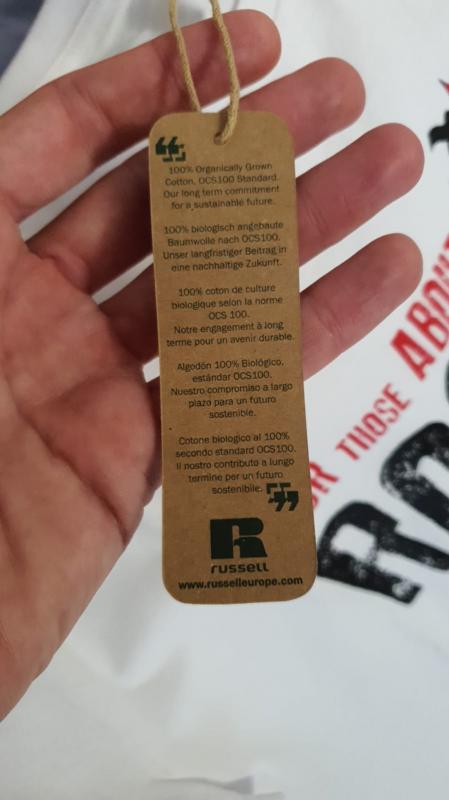 100% Organically Grown
Cotton, OCS100 Standard.
Our long term commitment
for a sustainable future.
100% biologisch angebaute
Baumwolle nach OCS100.
Unser langfristiger Beitrag in
eine nachhaltige Zukunft.
100% coton de culture
biologique selon la norme
OCS 100.
Notre engagement à long
terme pour un avenir durable.
Algodón 100% Biológico,
estándar OCS100.
Nuestro compromiso a largo
plazo para un futuro
sostenible.
Cotone biologico al 100%
secondo standard OCS100.
Il nostro contributo a lungo
termine per un futuro
sostenibile.
R
russell
www.russelleurope.com
THOSE